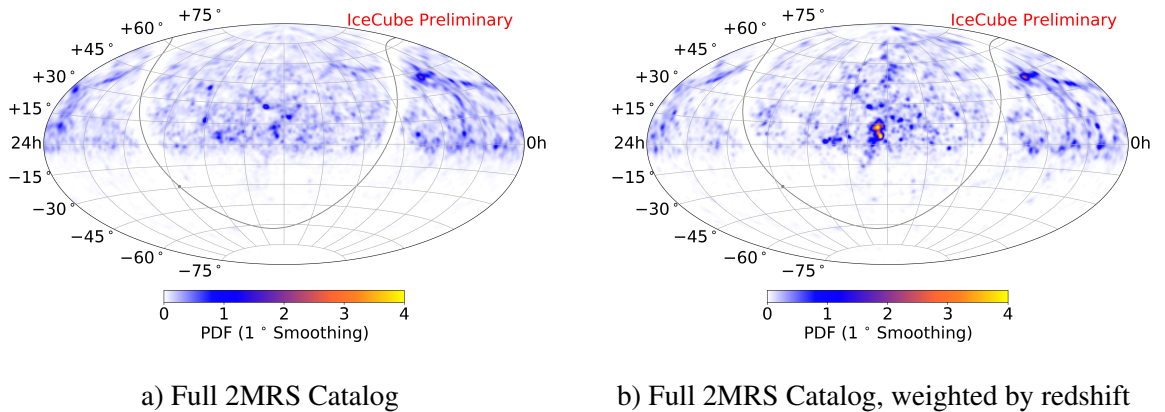 +75° IceCube Preliminary
+60°
+45°
+30°
+15°
24h 0h
−15°
−30°
−45°
−60°
−75°
0 1 2 3 4
PDF (1° Smoothing)
a) Full 2MRS Catalog
+75° IceCube Preliminary
+60°
+45°
+30°
+15°
24h 0h
−15°
−30°
−45°
−60°
−75°
0 1 2 3 4
PDF (1° Smoothing)
b) Full 2MRS Catalog, weighted by redshift